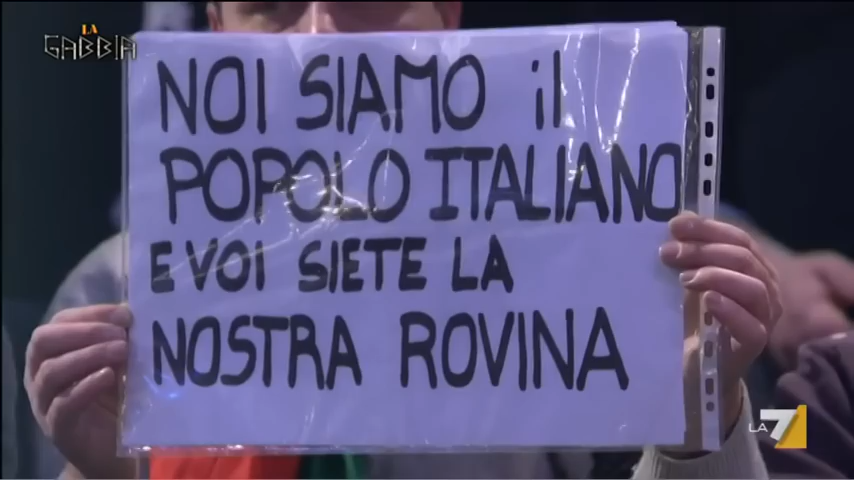 LA
GABBIA
NOI SIAMO il
POPOLO ITALIANO
E VOI SIETE LA
NOSTRA ROVINA
LA7